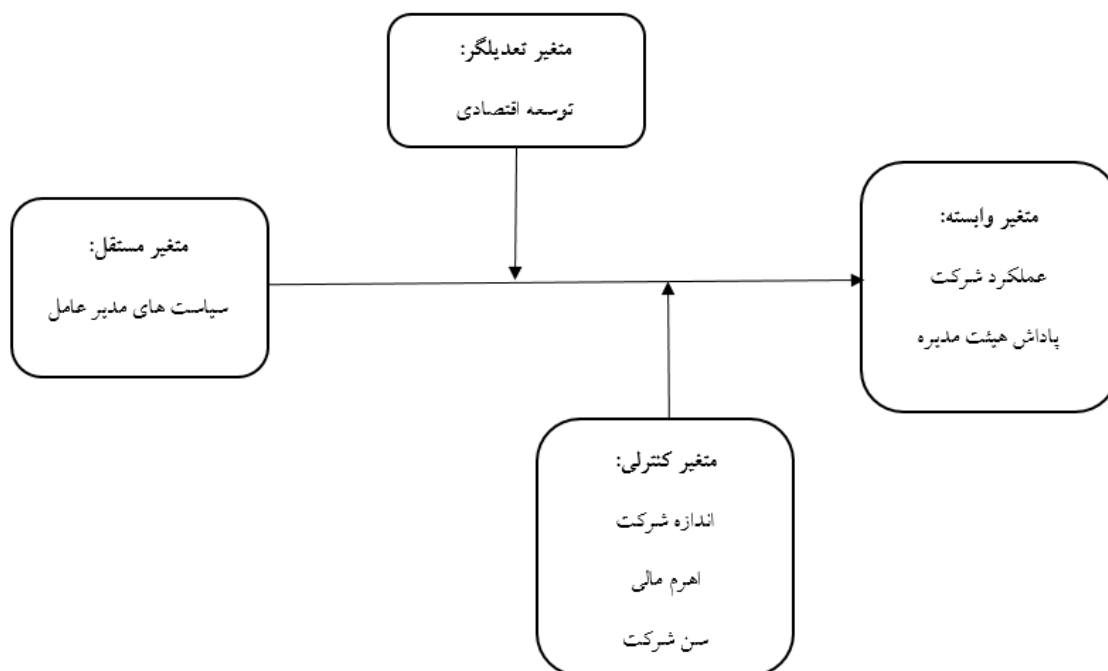 متغیر تعدیلگر:
توسعه اقتصادی
متغیر وابسته:
عملکرد شرکت
پاداش هیئت مدیره
متغیر مستقل:
سیاست های مدیر عامل
متغیر کنترلی:
اندازه شرکت
اهرم مالی
سن شرکت